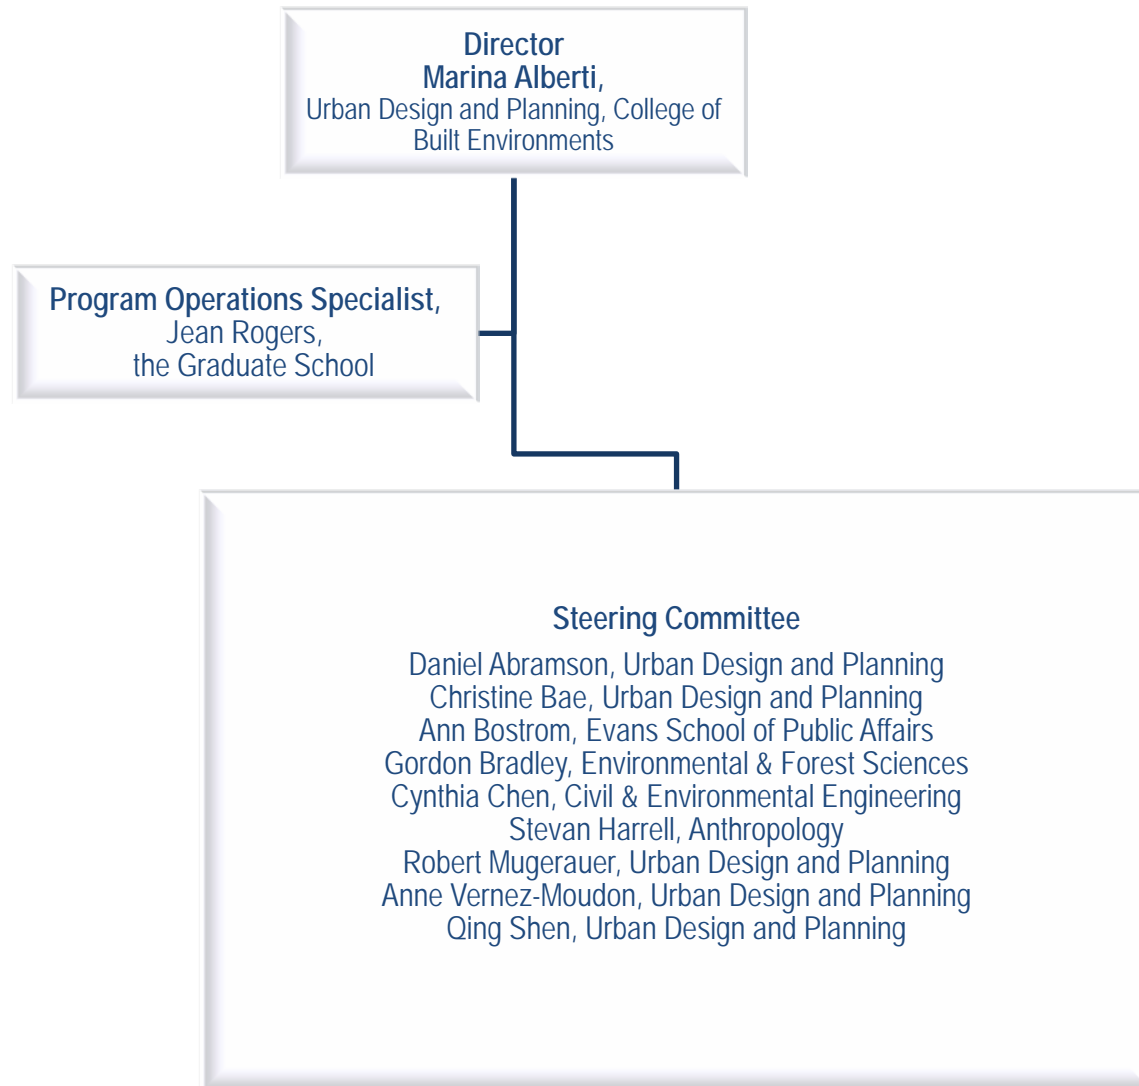 Director
Marina Alberti,
Urban Design and Planning, College of
Built Environments
Program Operations Specialist,
Jean Rogers,
the Graduate School
Steering Committee
Daniel Abramson, Urban Design and Planning
Christine Bae, Urban Design and Planning
Ann Bostrom, Evans School of Public Affairs
Gordon Bradley, Environmental & Forest Sciences
Cynthia Chen, Civil & Environmental Engineering
Stevan Harrell, Anthropology
Robert Mugerauer, Urban Design and Planning
Anne Vernez-Moudon, Urban Design and Planning
Qing Shen, Urban Design and Planning